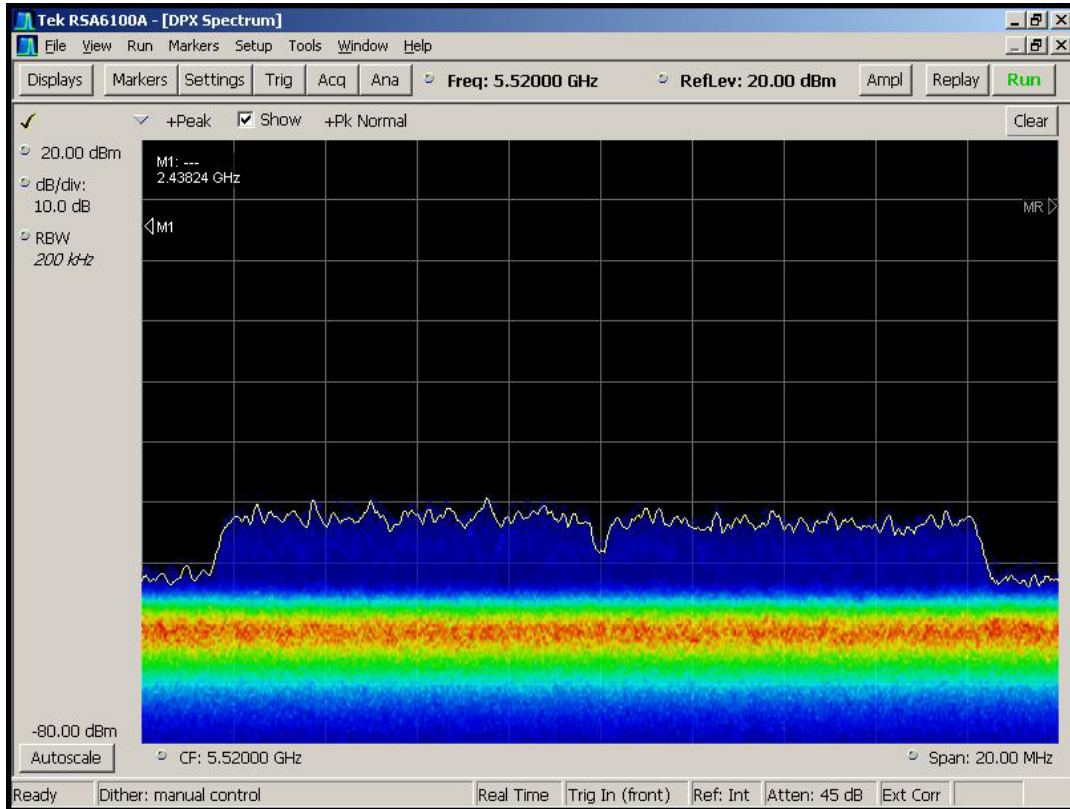 Tek RSA6100A - [DPX Spectrum]
File View Run Markers Setup Tools Window Help
Displays Markers Settings Trig Acq Ana Freq: 5.52000 GHz RefLev: 20.00 dBm Ampl Replay Run
+Peak Show +Pk Normal Clear
20.00 dBm
dB/div:
10.0 dB
RBW
200 kHz
M1: ---
2.43824 GHz
M1
MR
-80.00 dBm
Autoscale CF: 5.52000 GHz Span: 20.00 MHz
Ready Dither: manual control Real Time Trig In (front) Ref: Int Atten: 45 dB Ext Corr